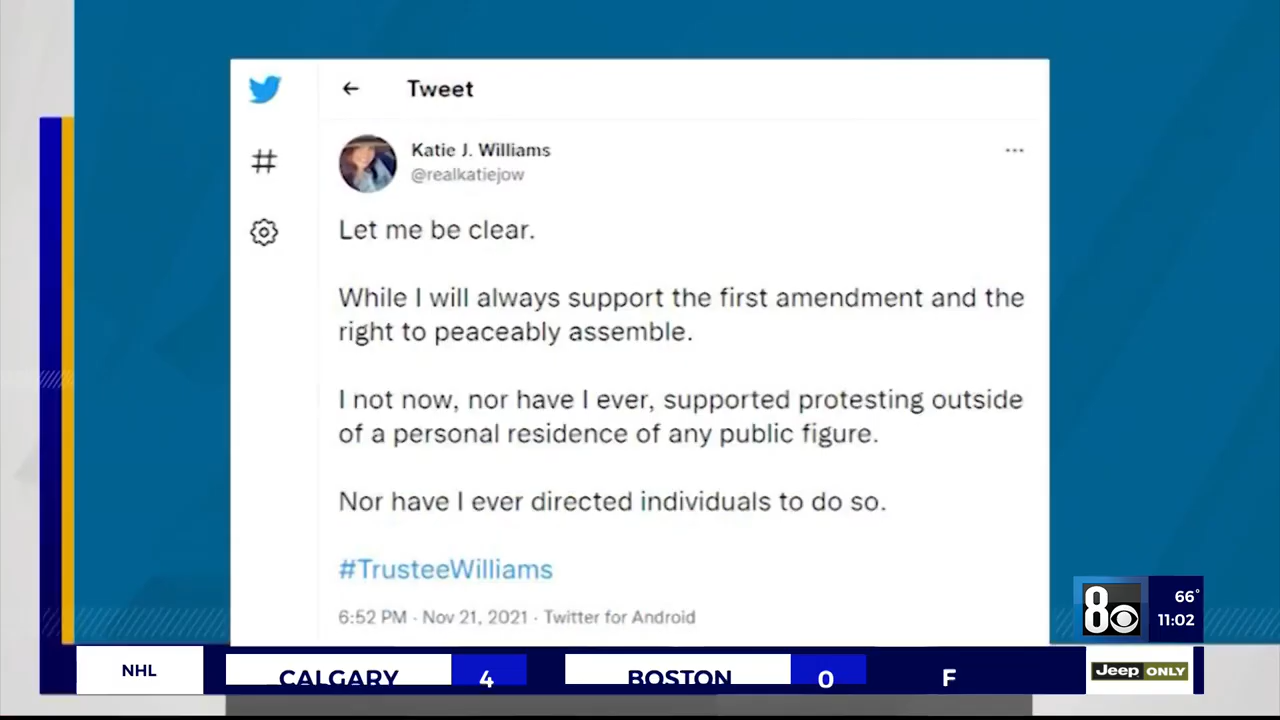 Tweet
Katie J. Williams
@realkatiejow
Let me be clear.
While I will always support the first amendment and the
right to peaceably assemble.
I not now, nor have I ever, supported protesting outside
of a personal residence of any public figure.
Nor have I ever directed individuals to do so.
#TrusteeWilliams
6:52 PM · Nov 21, 2021 · Twitter for Android
8
66°
11:02
NHL
CALGARY 4 BOSTON 0 F
Jeep ONLY